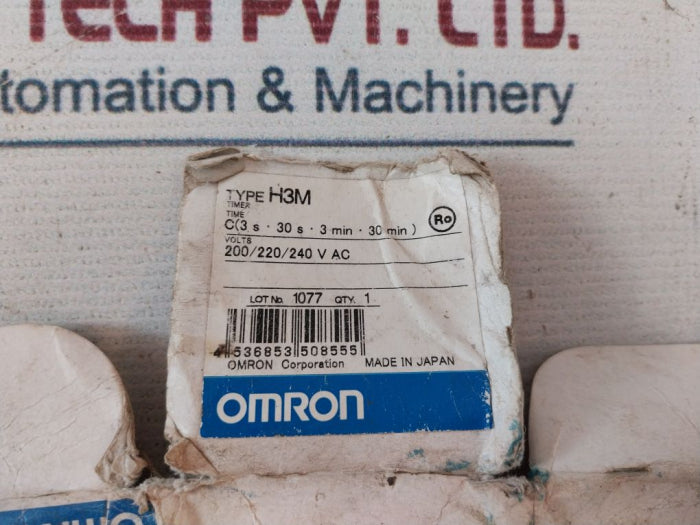 TECH PVT. LTD.
tomation & Machinery
TYPE H3M
TIMER
TIME
C(3 s · 30 s · 3 min · 30 min)
Ro
VOLTS
200/220/240 V AC
LOT No. 1077 QTY. 1
4 536853 508555
OMRON Corporation MADE IN JAPAN
OMRON